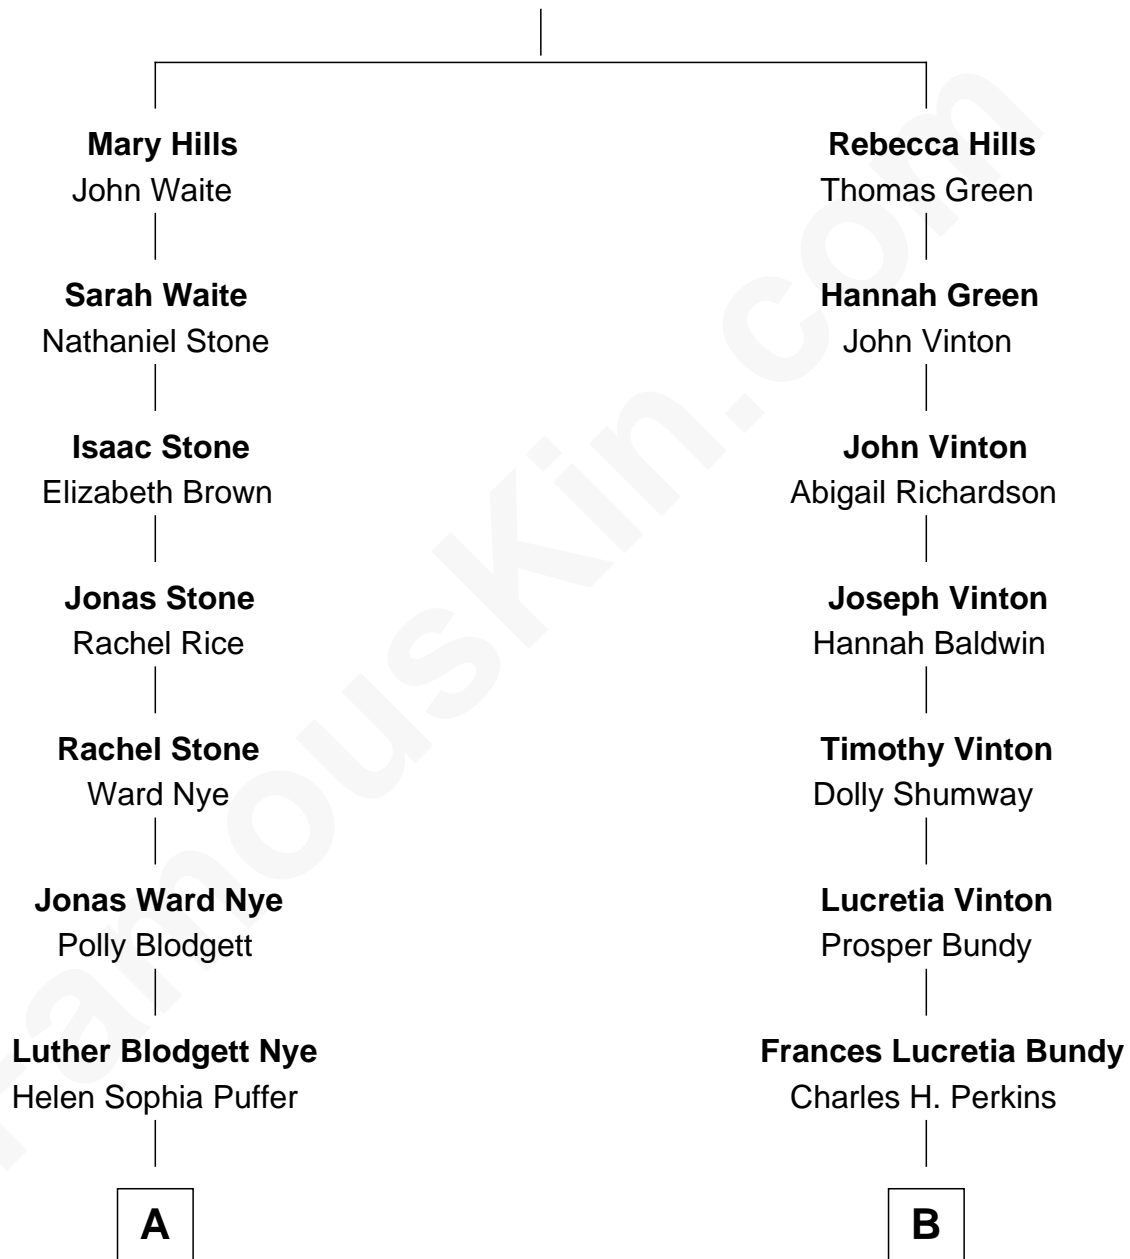 Mary Hills
John Waite
Sarah Waite
Nathaniel Stone
Isaac Stone
Elizabeth Brown
Jonas Stone
Rachel Rice
Rachel Stone
Ward Nye
Jonas Ward Nye
Polly Blodgett
Luther Blodgett Nye
Helen Sophia Puffer
A
Rebecca Hills
Thomas Green
Hannah Green
John Vinton
John Vinton
Abigail Richardson
Joseph Vinton
Hannah Baldwin
Timothy Vinton
Dolly Shumway
Lucretia Vinton
Prosper Bundy
Frances Lucretia Bundy
Charles H. Perkins
B
FamousKin.com